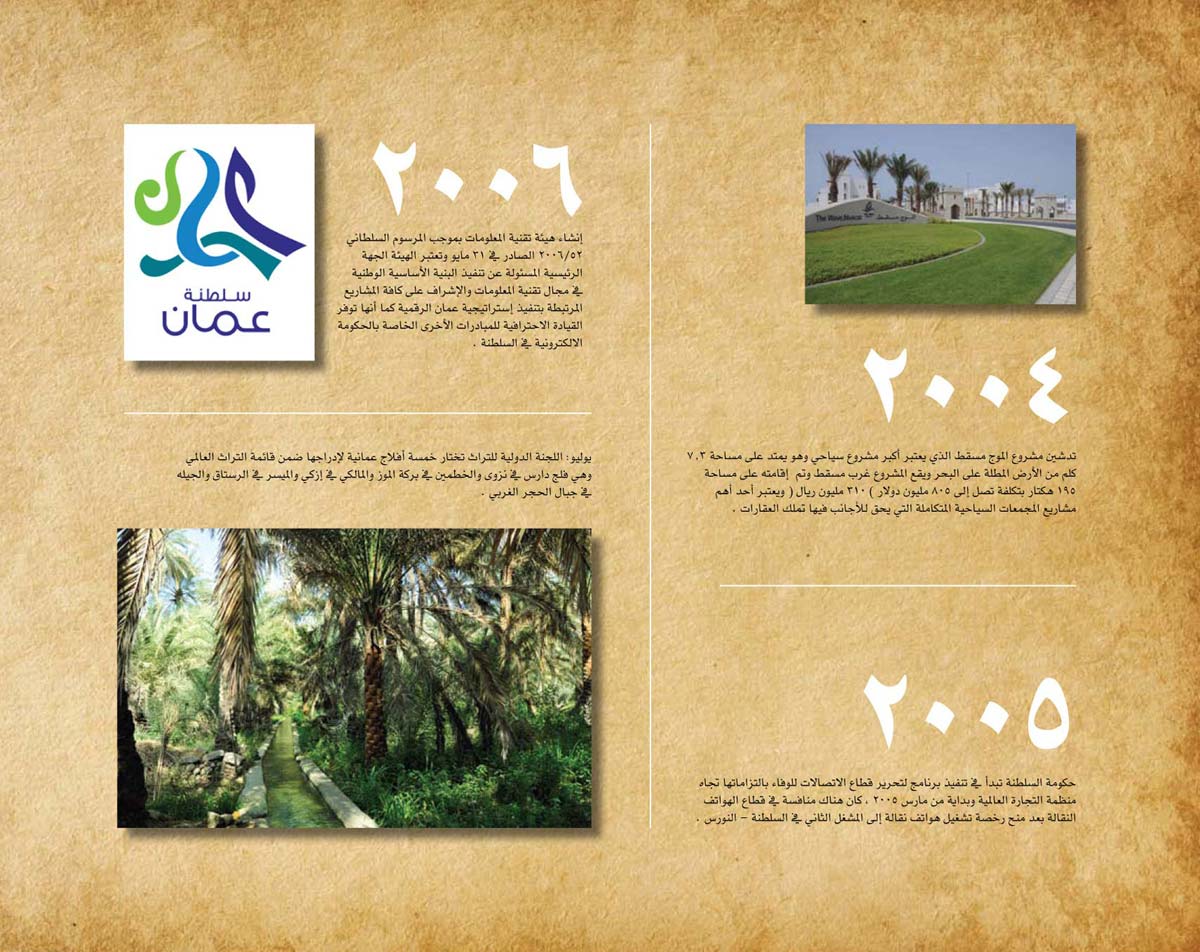 The Wave, Muscat
الموج مسقط
٢٠٠٤
تدشين مشروع الموج مسقط الذي يعتبر أكبر مشروع سياحي وهو يمتد على مساحة ٧,٣
كلم من الأرض المطلة على البحر ويقع المشروع غرب مسقط وتم إقامته على مساحة
١٩٥ هكتار بتكلفة تصل إلى ٨٠٥ مليون دولار ) ٣١٠ مليون ريال ( ويعتبر أحد أهم
مشاريع المجمعات السياحية المتكاملة التي يحق للأجانب فيها تملك العقارات .
٢٠٠٥
حكومة السلطنة تبدأ في تنفيذ برنامج لتحرير قطاع الاتصالات للوفاء بالتزاماتها تجاه
منظمة التجارة العالمية وبداية من مارس ٢٠٠٥ ، كان هناك منافسة في قطاع الهواتف
النقالة بعد منح رخصة تشغيل هواتف نقالة إلى المشغل الثاني في السلطنة – النورس .
٢٠٠٦
إنشاء هيئة تقنية المعلومات بموجب المرسوم السلطاني
٢٠٠٦/٥٢ الصادر في ٣١ مايو وتعتبر الهيئة الجهة
الرئيسية المسئولة عن تنفيذ البنية الأساسية الوطنية
في مجال تقنية المعلومات والإشراف على كافة المشاريع
المرتبطة بتنفيذ إستراتيجية عمان الرقمية كما أنها توفر
القيادة الاحترافية للمبادرات الأخرى الخاصة بالحكومة
الالكترونية في السلطنة .
سلطنة
عمان
يوليو: اللجنة الدولية للتراث تختار خمسة أفلاج عمانية لإدراجها ضمن قائمة التراث العالمي
وهي فلج دارس في نزوى والخطمين في بركة الموز والمالكي في إزكي والميسر في الرستاق والجيله
في جبال الحجر الغربي .